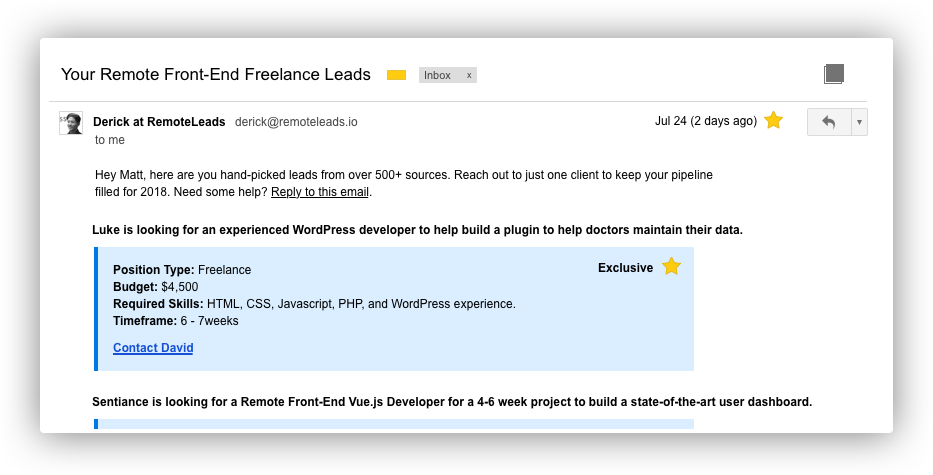 Your Remote Front-End Freelance Leads Inbox x
Derick at RemoteLeads derick@remoteleads.io Jul 24 (2 days ago)
to me
Hey Matt, here are you hand-picked leads from over 500+ sources. Reach out to just one client to keep your pipeline
filled for 2018. Need some help? Reply to this email.
Luke is looking for an experienced WordPress developer to help build a plugin to help doctors maintain their data.
Position Type: Freelance Exclusive
Budget: $4,500
Required Skills: HTML, CSS, Javascript, PHP, and WordPress experience.
Timeframe: 6 - 7weeks
Contact David
Sentiance is looking for a Remote Front-End Vue.js Developer for a 4-6 week project to build a state-of-the-art user dashboard.